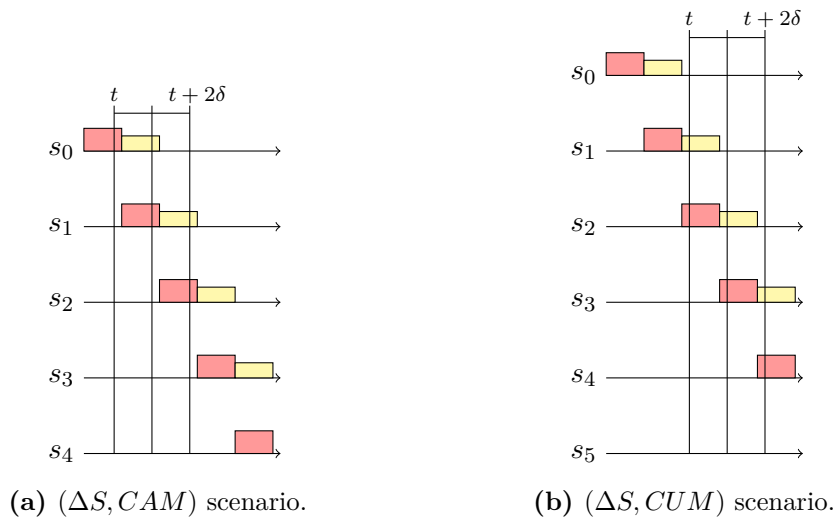 t
t + 2δ
s0
s1
s2
s3
s4
(a) (ΔS, CAM) scenario.
t
t + 2δ
s0
s1
s2
s3
s4
s5
(b) (ΔS, CUM) scenario.